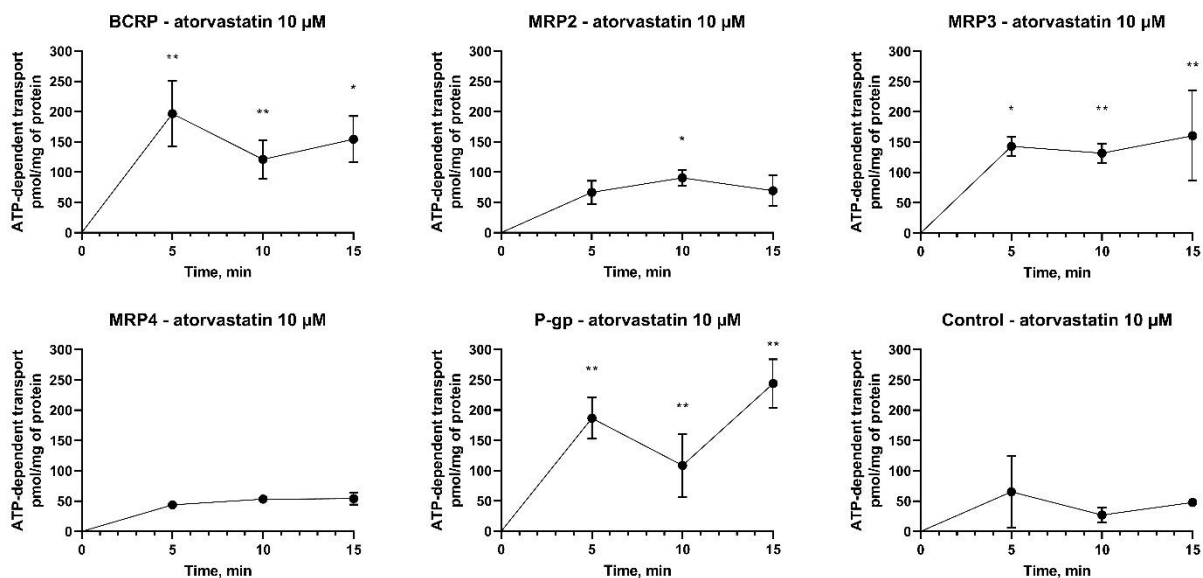 BCRP - atorvastatin 10 µM
ATP-dependent transport
pmol/mg of protein
300
250
200
150
100
50
0
**
**
*
0 5 10 15
Time, min
MRP2 - atorvastatin 10 µM
ATP-dependent transport
pmol/mg of protein
300
250
200
150
100
50
0
*
0 5 10 15
Time, min
MRP3 - atorvastatin 10 µM
ATP-dependent transport
pmol/mg of protein
300
250
200
150
100
50
0
*
**
**
0 5 10 15
Time, min
MRP4 - atorvastatin 10 µM
ATP-dependent transport
pmol/mg of protein
300
250
200
150
100
50
0
0 5 10 15
Time, min
P-gp - atorvastatin 10 µM
ATP-dependent transport
pmol/mg of protein
300
250
200
150
100
50
0
**
**
**
0 5 10 15
Time, min
Control - atorvastatin 10 µM
ATP-dependent transport
pmol/mg of protein
300
250
200
150
100
50
0
0 5 10 15
Time, min